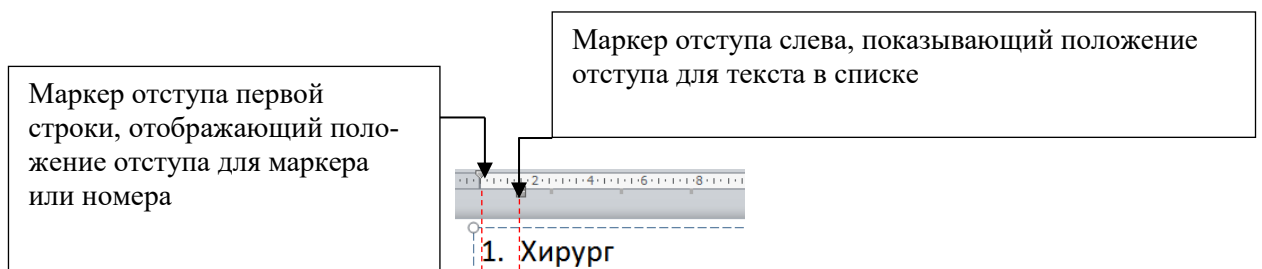 Маркер отступа слева, показывающий положение
отступа для текста в списке
Маркер отступа первой
строки, отображающий поло-
жение отступа для маркера
или номера
2 4 6 8
1. Хирург